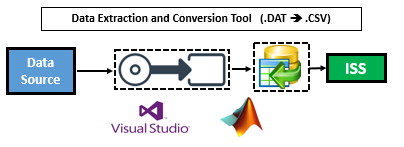 Data Extraction and Conversion Tool (.DAT → .CSV)
Data
Source
ISS
Visual Studio